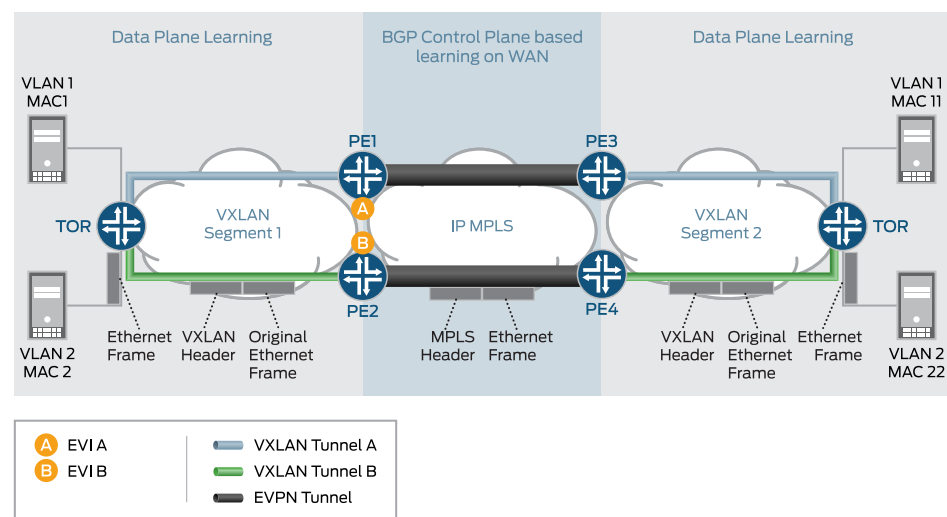 Data Plane Learning
BGP Control Plane based
learning on WAN
Data Plane Learning
VLAN 1
MAC1
VLAN 1
MAC 11
PE1
PE3
TOR
VXLAN
Segment 1
A
B
IP MPLS
VXLAN
Segment 2
TOR
PE2
PE4
VLAN 2
MAC 2
Ethernet
Frame
VXLAN
Header
Original
Ethernet
Frame
MPLS
Header
Ethernet
Frame
VXLAN
Header
Original
Ethernet
Frame
Ethernet
Frame
VLAN 2
MAC 22
A EVI A
B EVI B
VXLAN Tunnel A
VXLAN Tunnel B
EVPN Tunnel